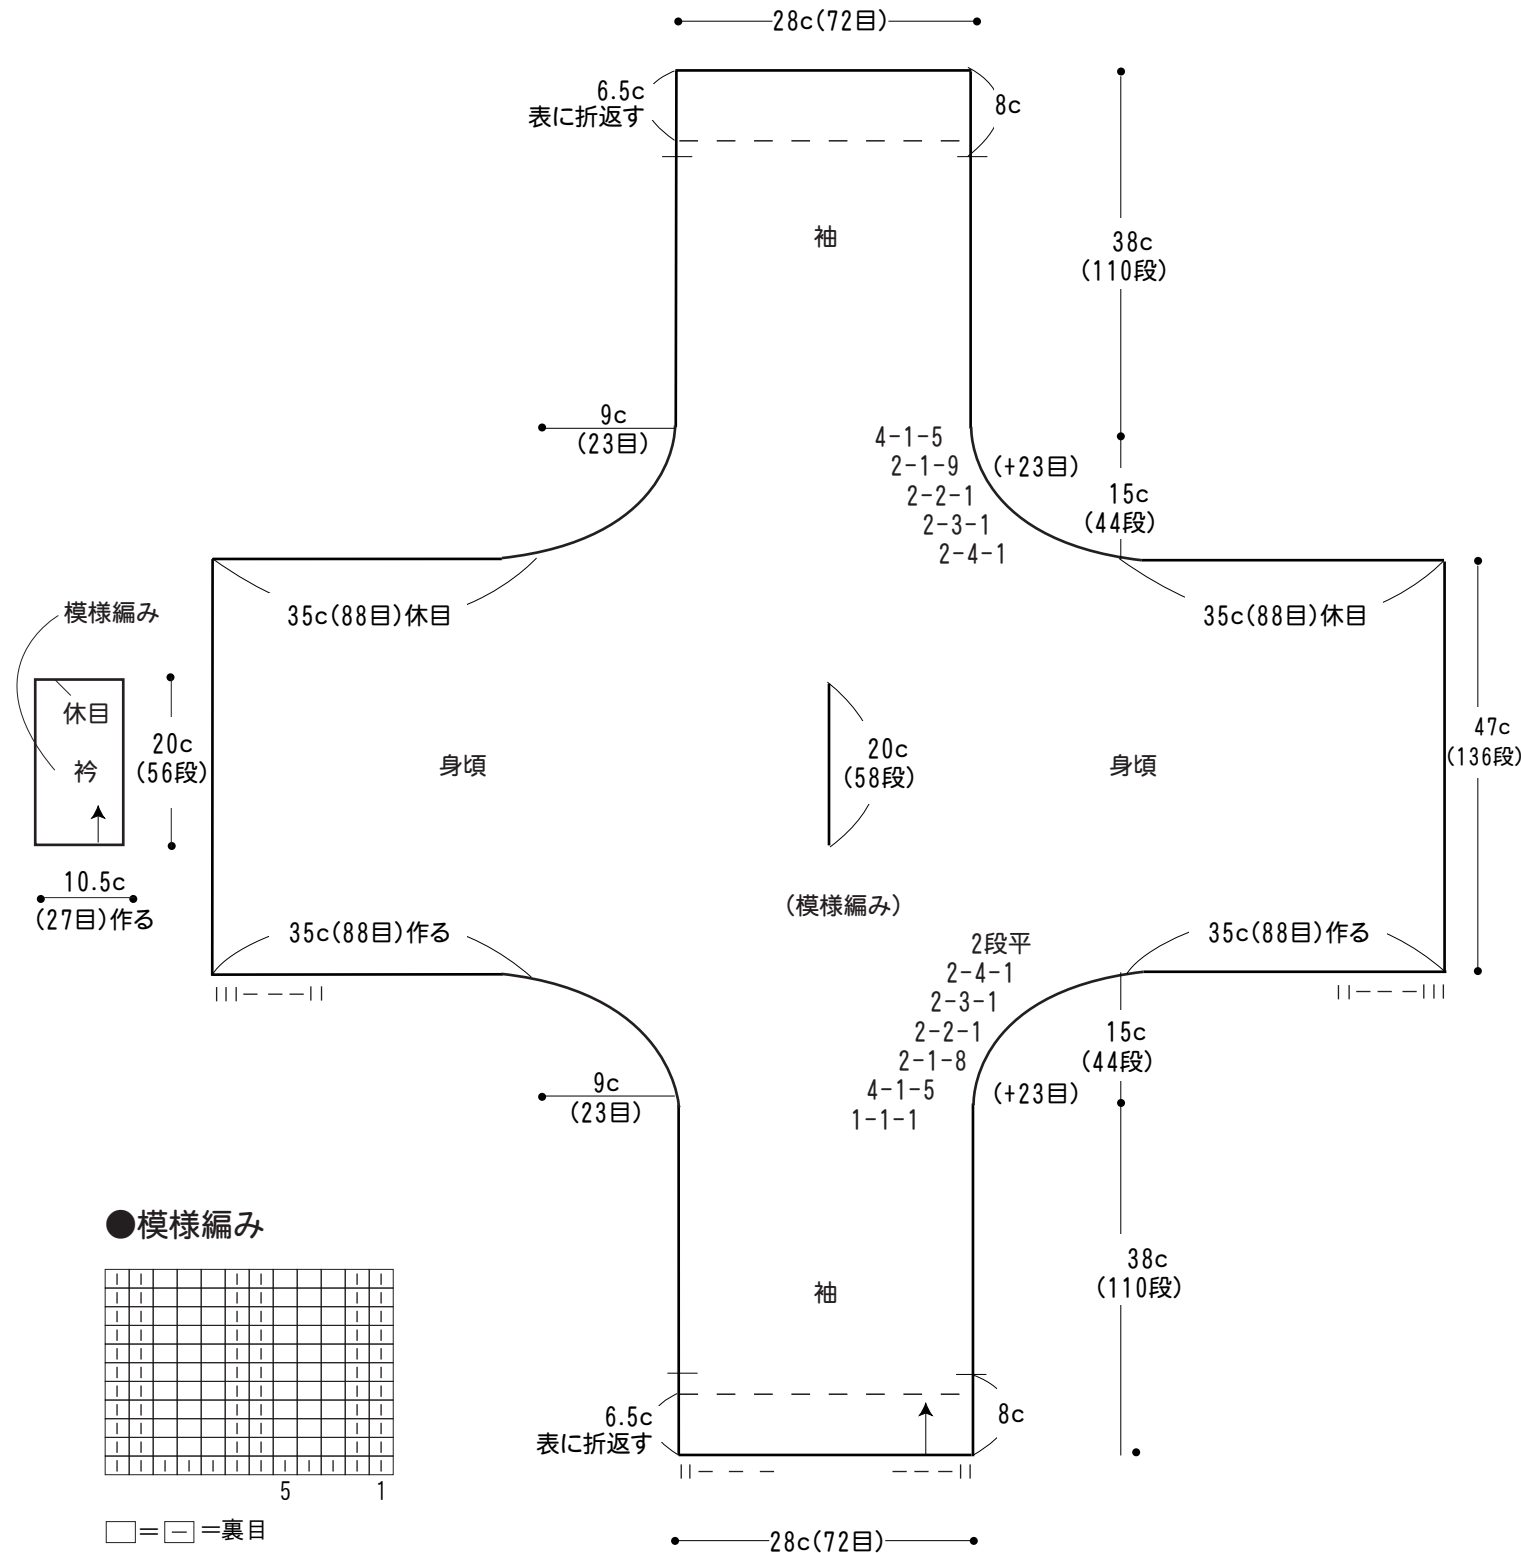 28c(72目)
6.5c
表に折返す
8c
袖
38c
(110段)
9c
(23目)
4-1-5
2-1-9
2-2-1
2-3-1
2-4-1
(+23目)
15c
(44段)
模様編み
35c(88目)休目
35c(88目)休目
休目
衿
20c
(56段)
10.5c
(27目)作る
身頃
20c
(58段)
身頃
47c
(136段)
(模様編み)
35c(88目)作る
35c(88目)作る
2段平
2-4-1
2-3-1
2-2-1
2-1-8
4-1-5
1-1-1
(+23目)
15c
(44段)
9c
(23目)
●模様編み
5 1
□=⊟=裏目
袖
38c
(110段)
6.5c
表に折返す
8c
28c(72目)